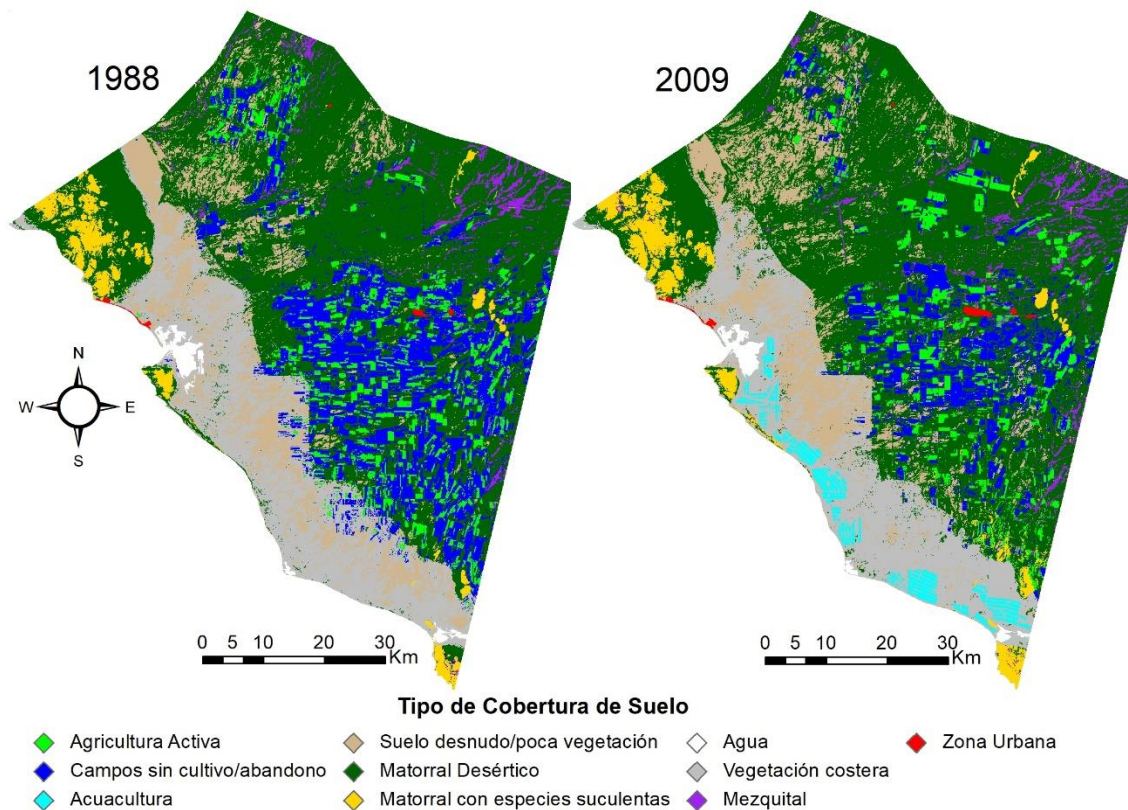 1988
2009
N
W E
S
0 5 10 20 30
Km
0 5 10 20 30
Km
Tipo de Cobertura de Suelo
Agricultura Activa
Suelo desnudo/poca vegetación
Agua
Zona Urbana
Campos sin cultivo/abandono
Matorral Desértico
Vegetación costera
Acuacultura
Matorral con especies suculentas
Mezquital